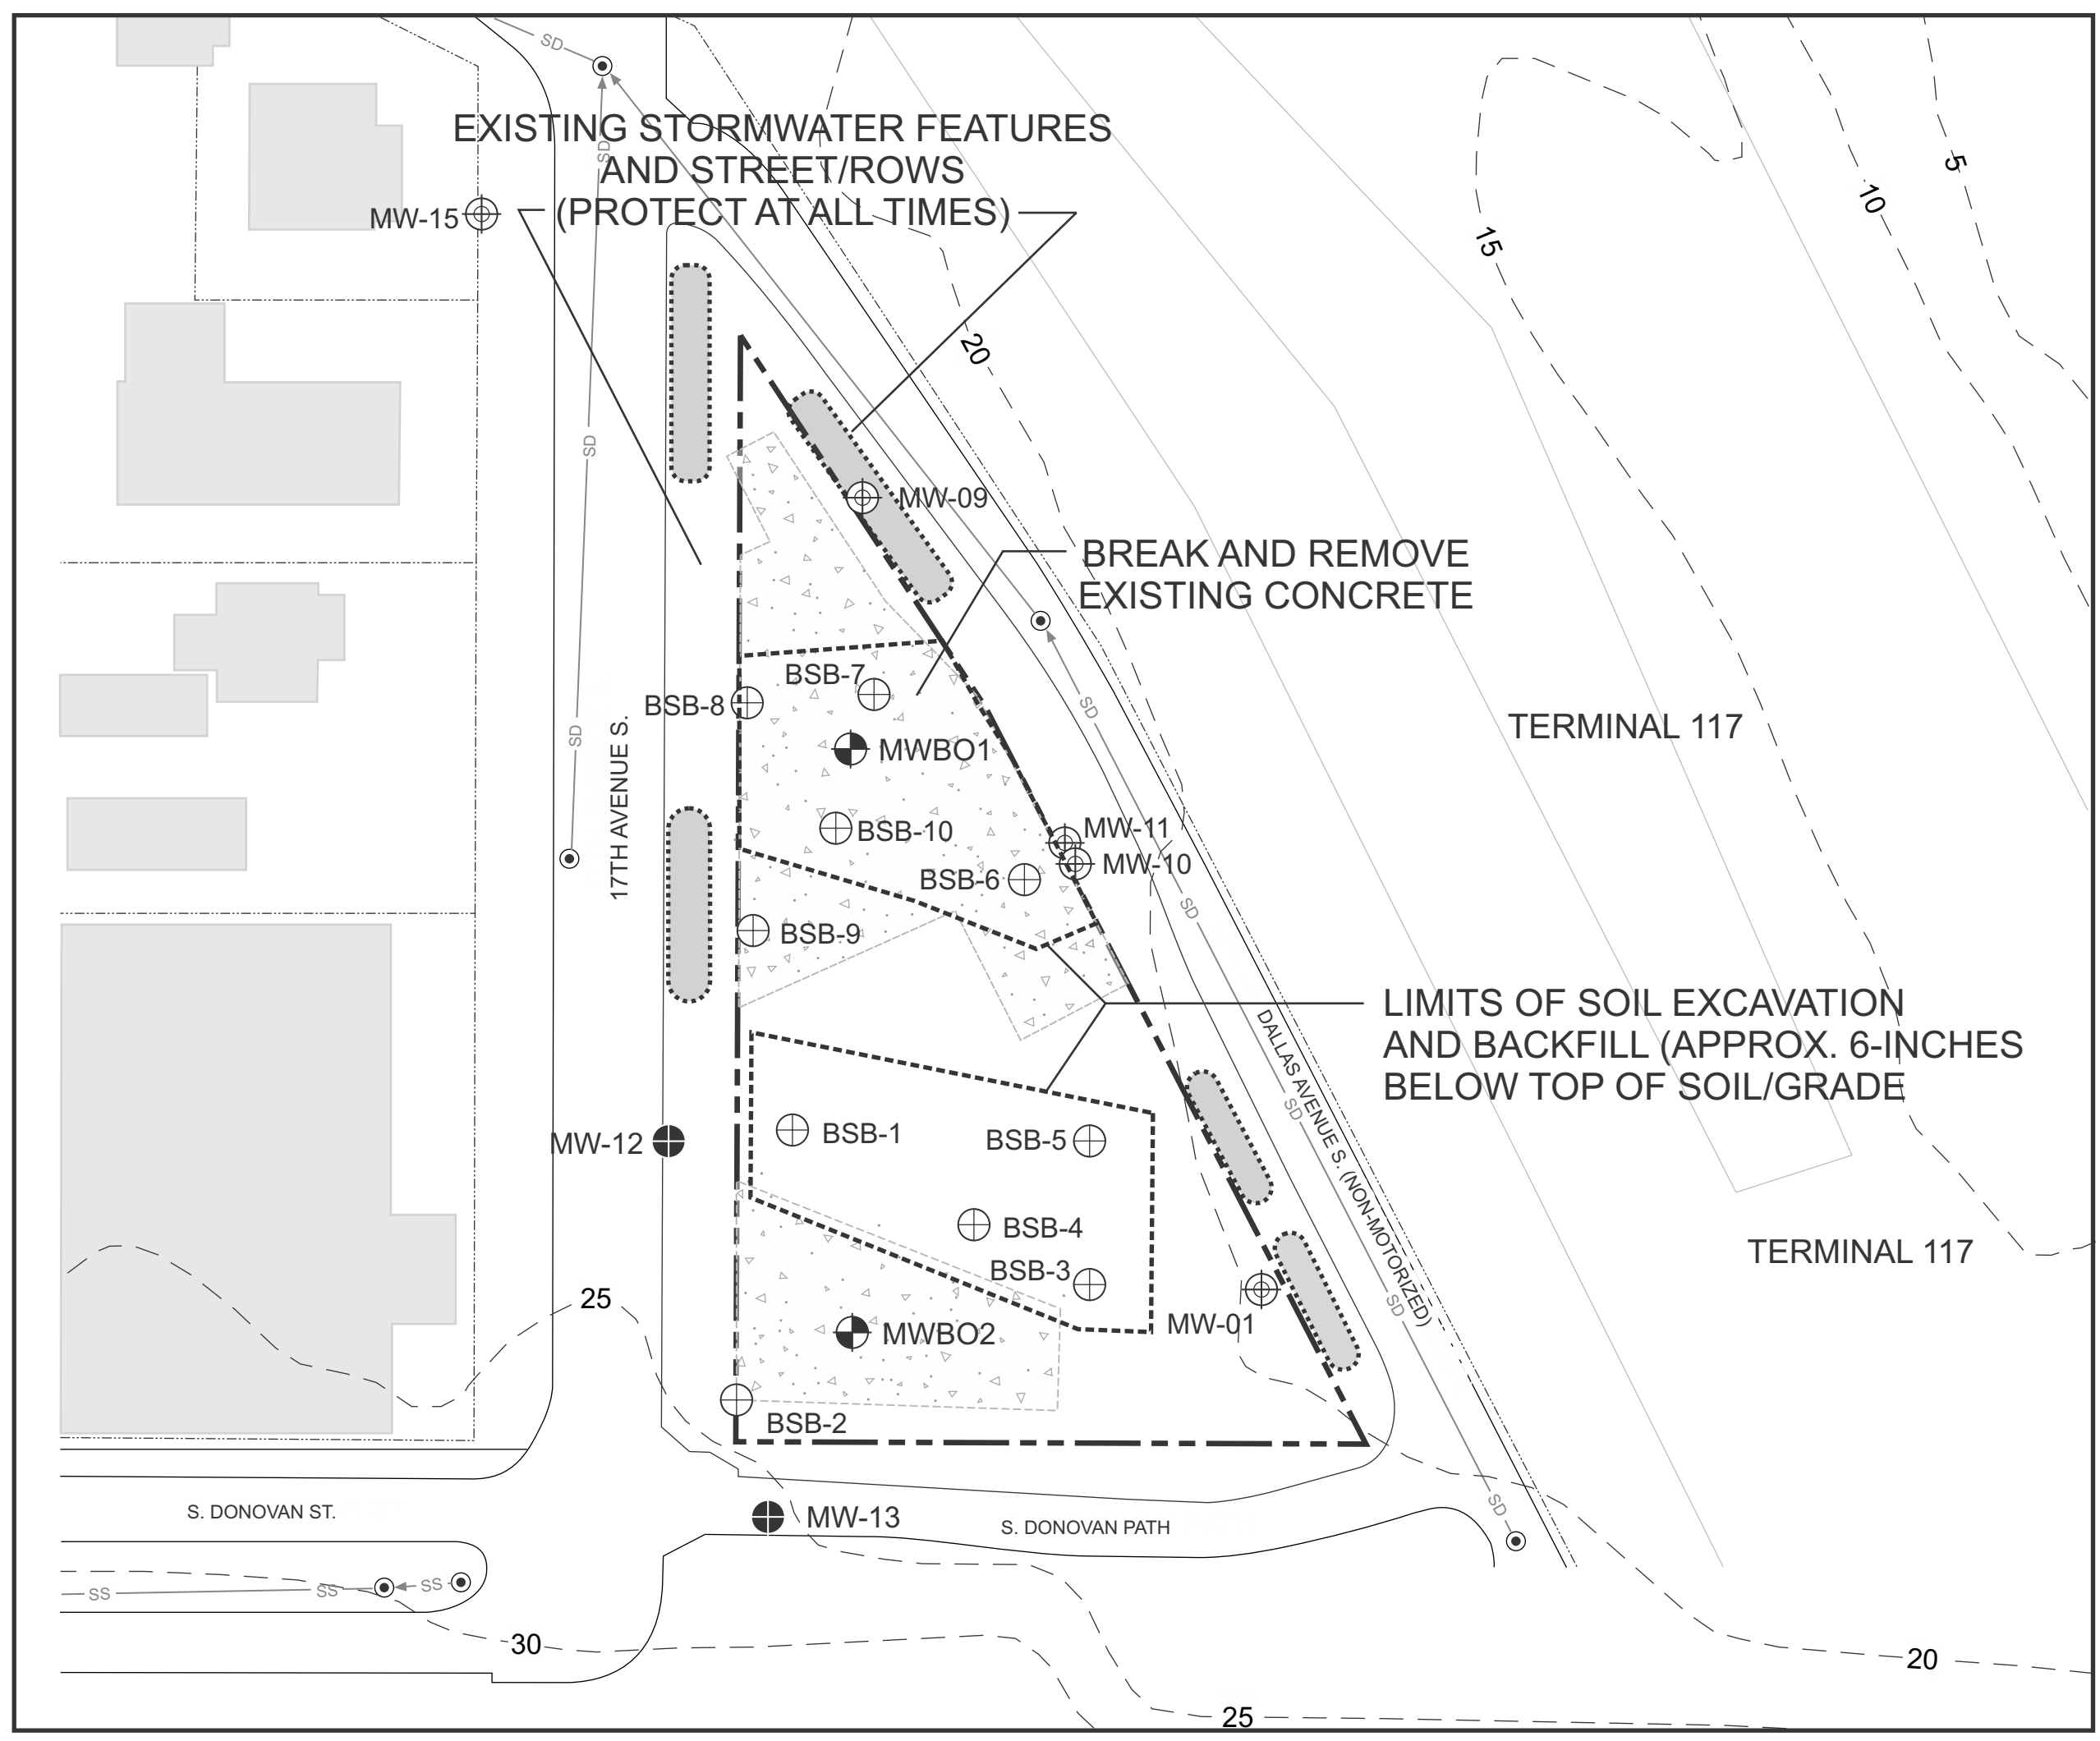 SD
EXISTING STORMWATER FEATURES
AND STREET/ROWS
(PROTECT AT ALL TIMES)
SD
MW-15
5
10
15
20
SD
MW-09
BREAK AND REMOVE
EXISTING CONCRETE
BSB-7
BSB-8
SD
SD
17TH AVENUE S.
MWBO1
TERMINAL 117
BSB-10
MW-11
MW-10
BSB-6
SD
BSB-9
LIMITS OF SOIL EXCAVATION
AND BACKFILL (APPROX. 6-INCHES
BELOW TOP OF SOIL/GRADE
DALLAS AVENUE S. (NON-MOTORIZED)
SD
MW-12
BSB-1
BSB-5
BSB-4
TERMINAL 117
BSB-3
25
SD
MW-01
MWBO2
BSB-2
SD
S. DONOVAN ST.
MW-13
S. DONOVAN PATH
SS
SS
SS
30
20
25